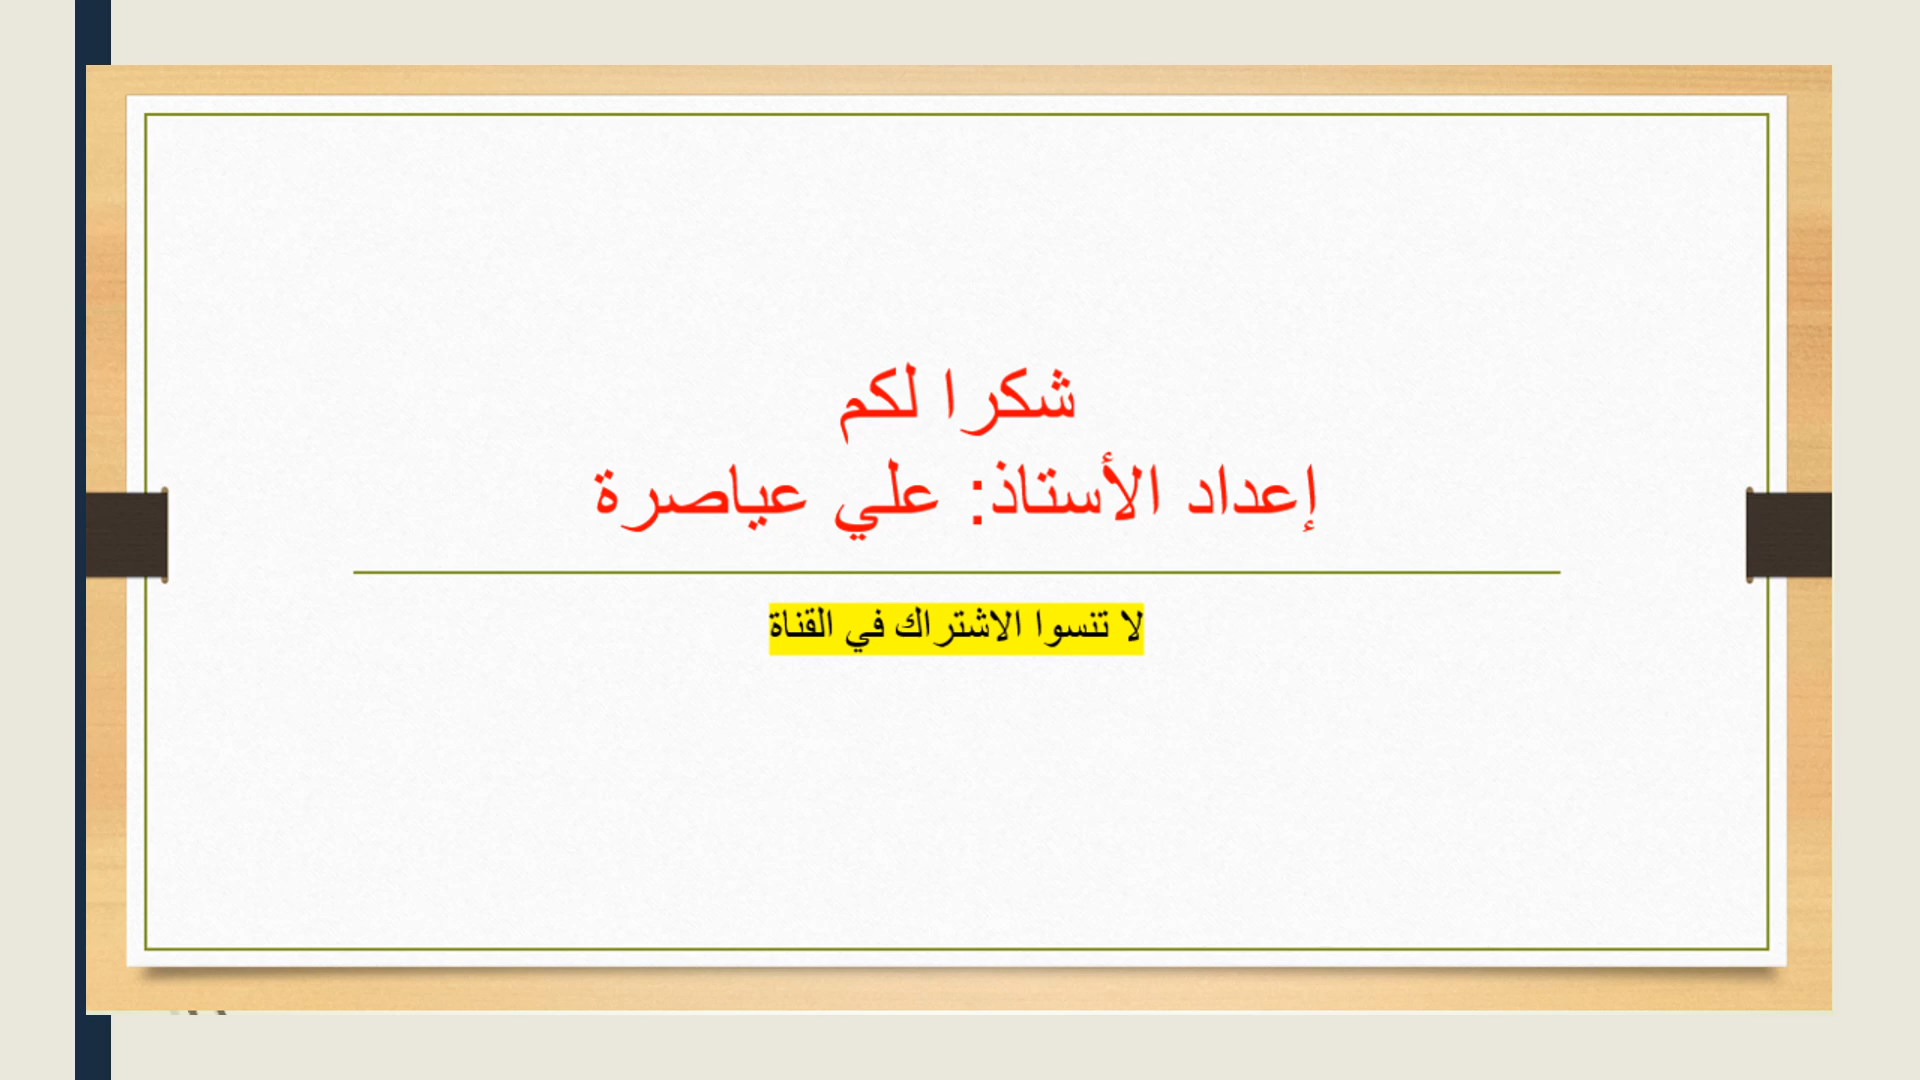 شكرا لكم
إعداد الأستاذ: علي عياصرة
لا تنسوا الاشتراك في القناة